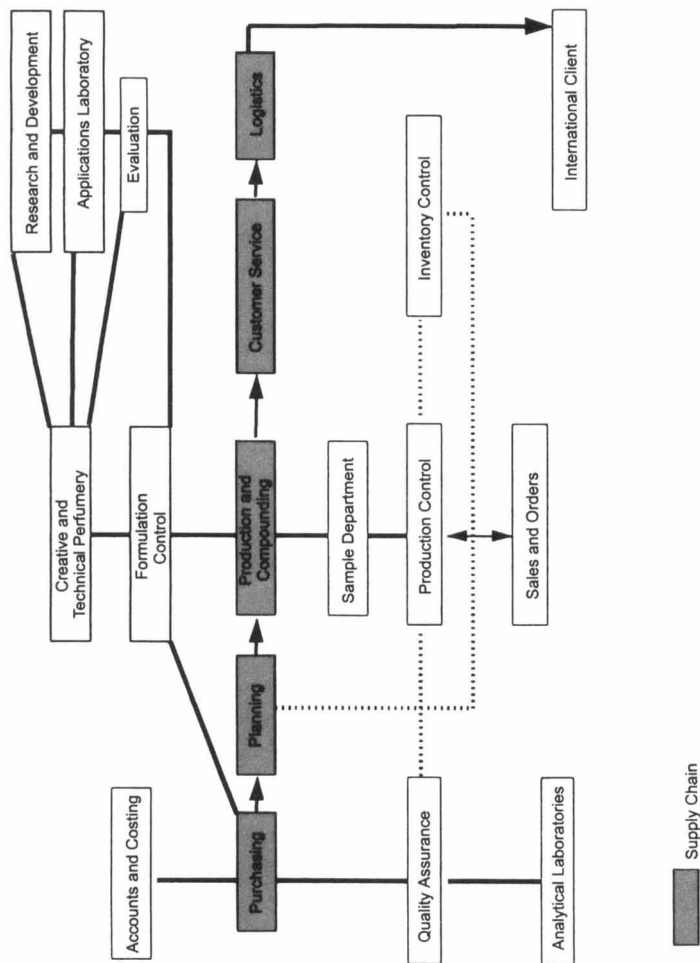 Research and Development
Applications Laboratory
Evaluation
Creative and
Technical Perfumery
Formulation
Control
Accounts and Costing
Purchasing
Planning
Production and
Compounding
Customer Service
Logistics
Sample Department
Quality Assurance
Production Control
Inventory Control
Analytical Laboratories
Sales and Orders
International Client
Supply Chain